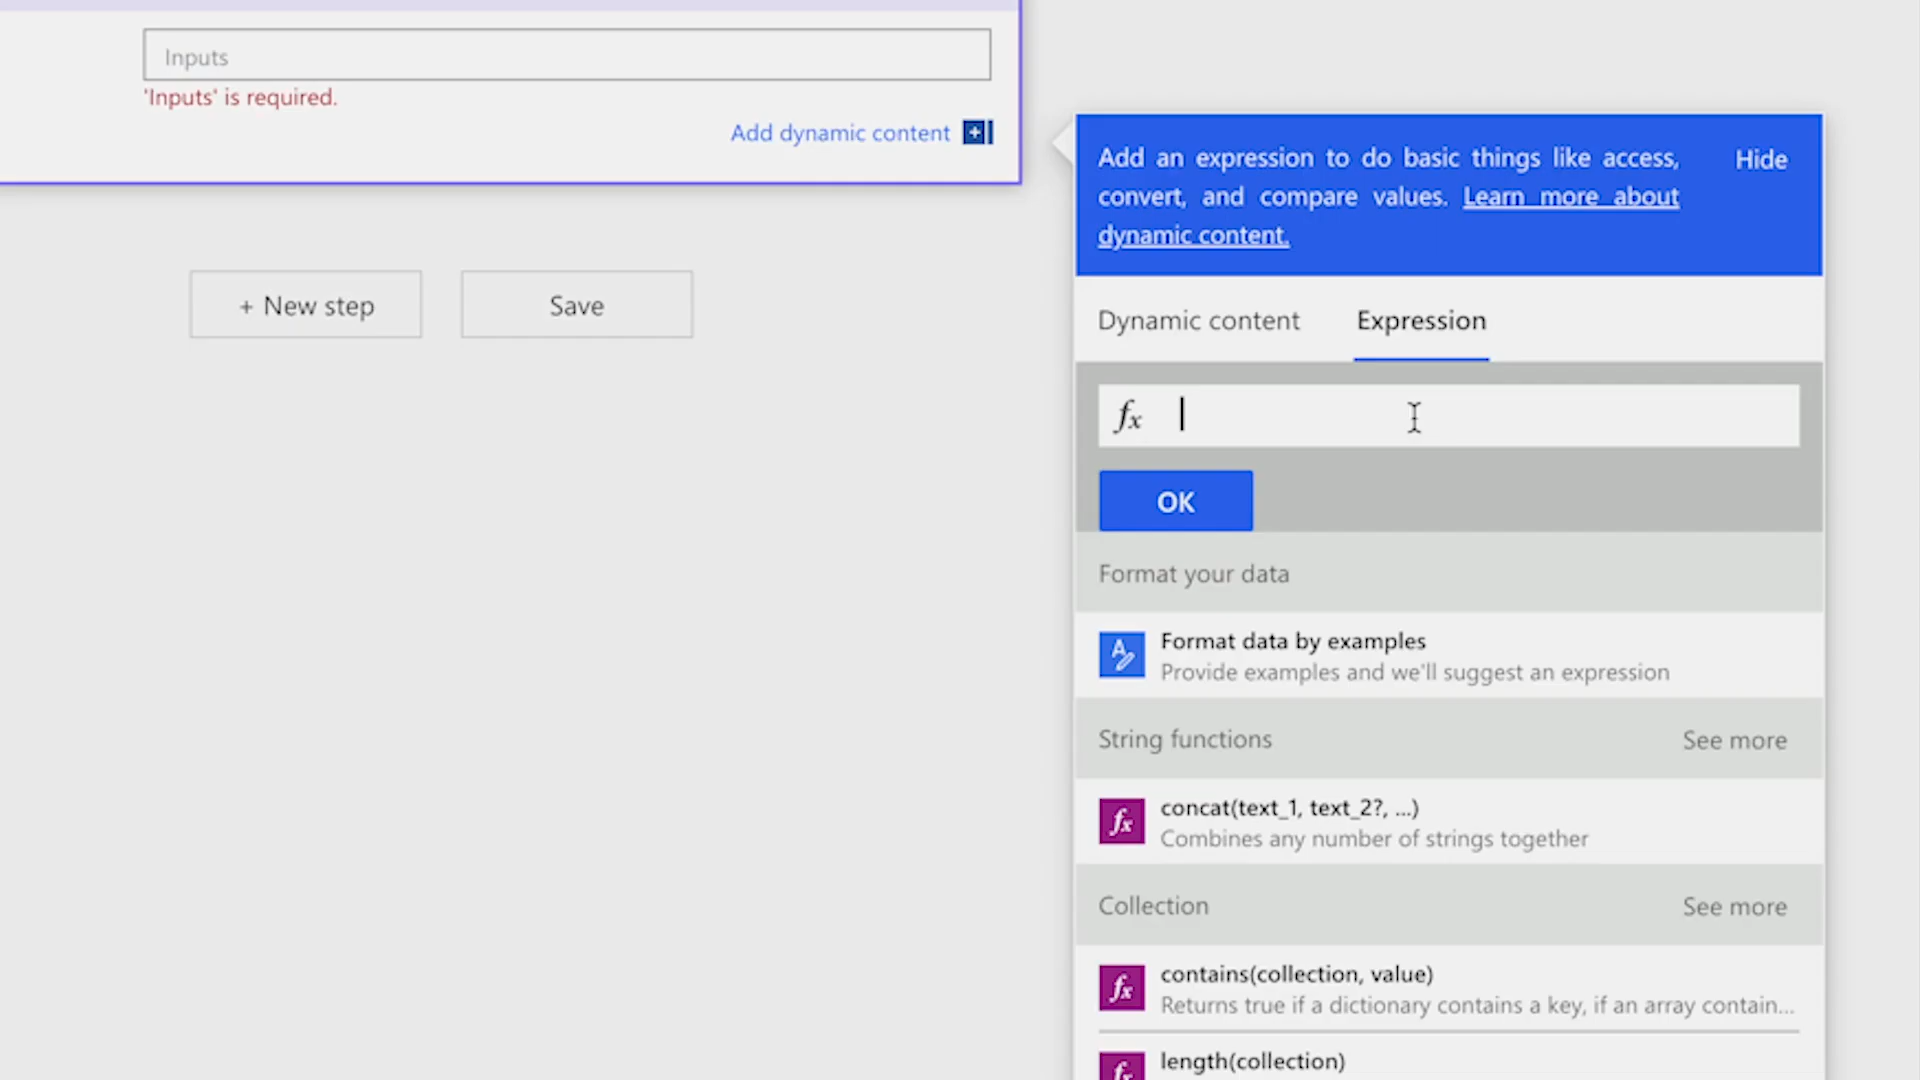 Inputs
'Inputs' is required.
Add dynamic content
+ New step
Save
Add an expression to do basic things like access,
convert, and compare values. Learn more about
dynamic content.
Hide
Dynamic content
Expression
fx
OK
Format your data
Format data by examples
Provide examples and we'll suggest an expression
String functions
See more
fx
concat(text_1, text_2?, ...)
Combines any number of strings together
Collection
See more
fx
contains(collection, value)
Returns true if a dictionary contains a key, if an array contain...
fx
length(collection)